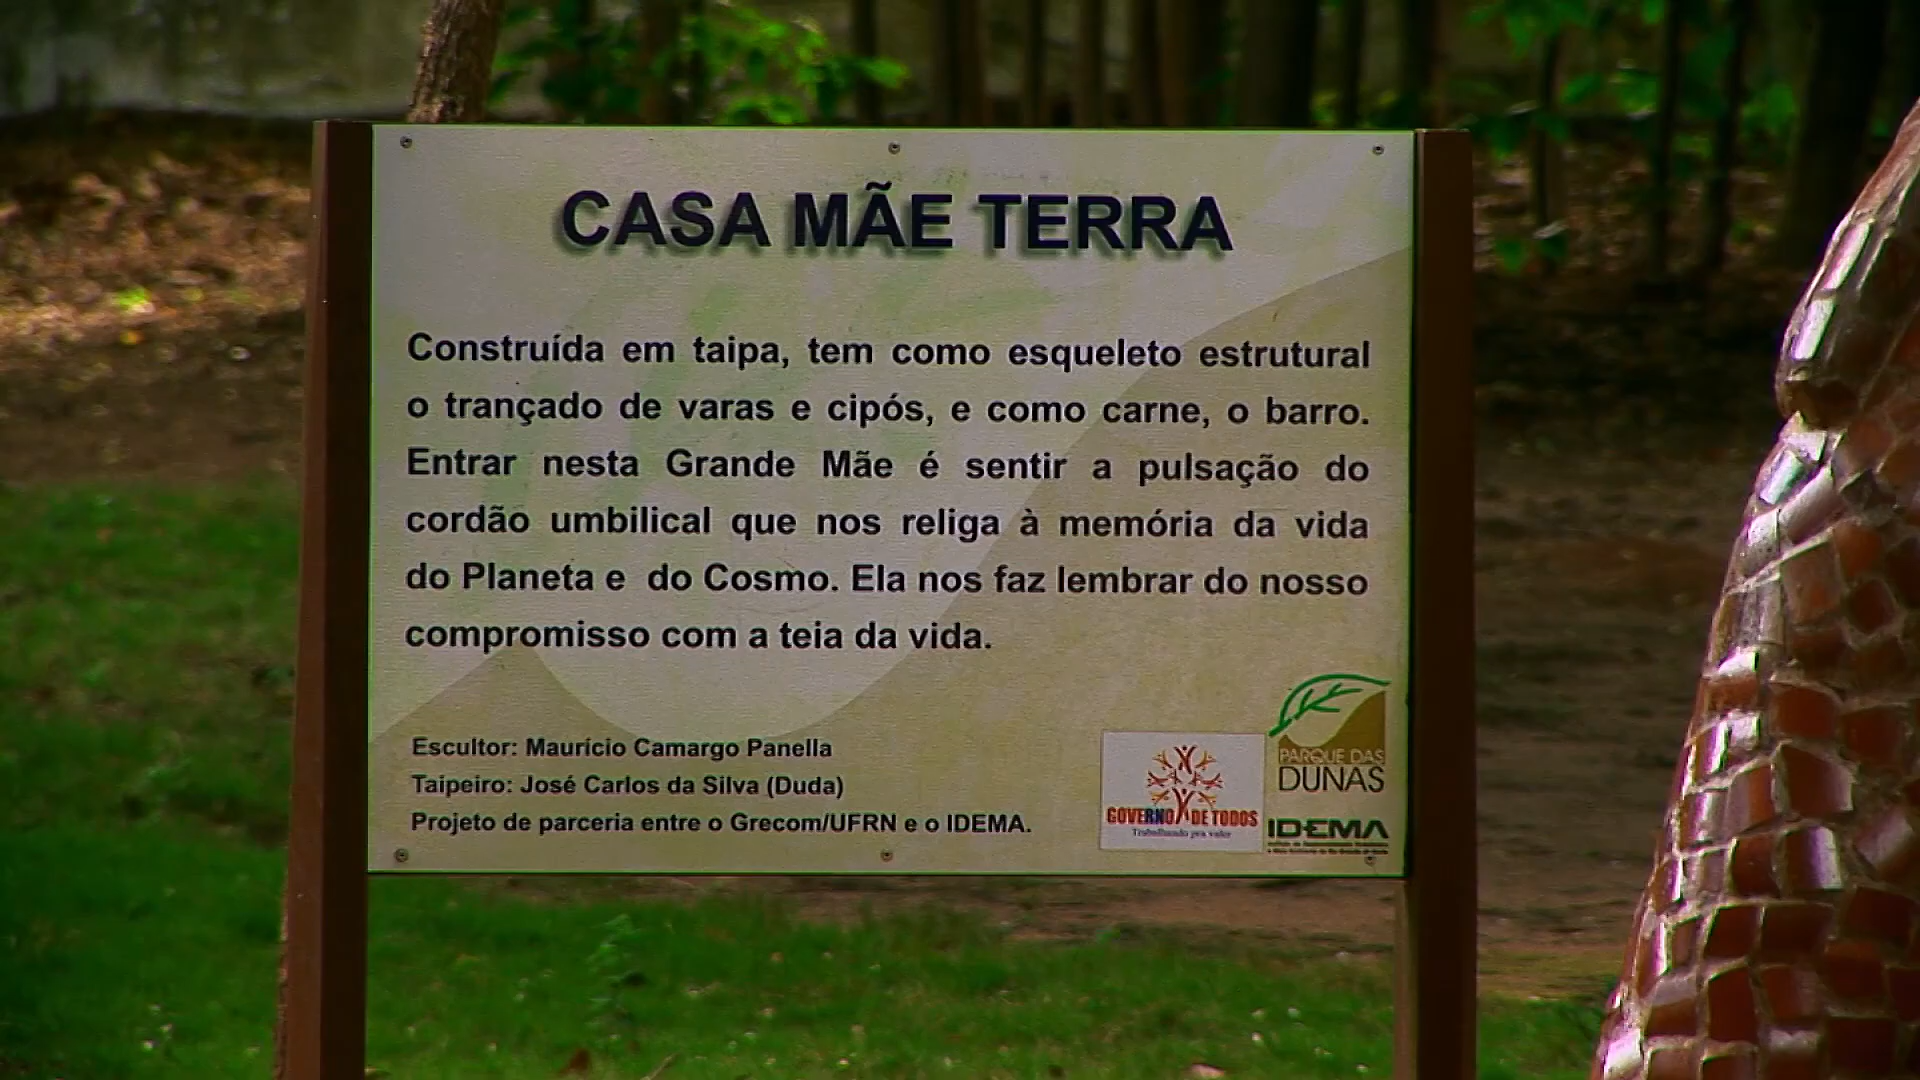 CASA MÃE TERRA
Construída em taipa, tem como esqueleto estrutural
o trançado de varas e cipós, e como carne, o barro.
Entrar nesta Grande Mãe é sentir a pulsação do
cordão umbilical que nos religa à memória da vida
do Planeta e do Cosmo. Ela nos faz lembrar do nosso
compromisso com a teia da vida.
Escultor: Maurício Camargo Panella
Taipeiro: José Carlos da Silva (Duda)
Projeto de parceria entre o Grecom/UFRN e o IDEMA.
GOVERNO DE TODOS
Trabalhando pra valer
PARQUE DAS
DUNAS
IDEMA